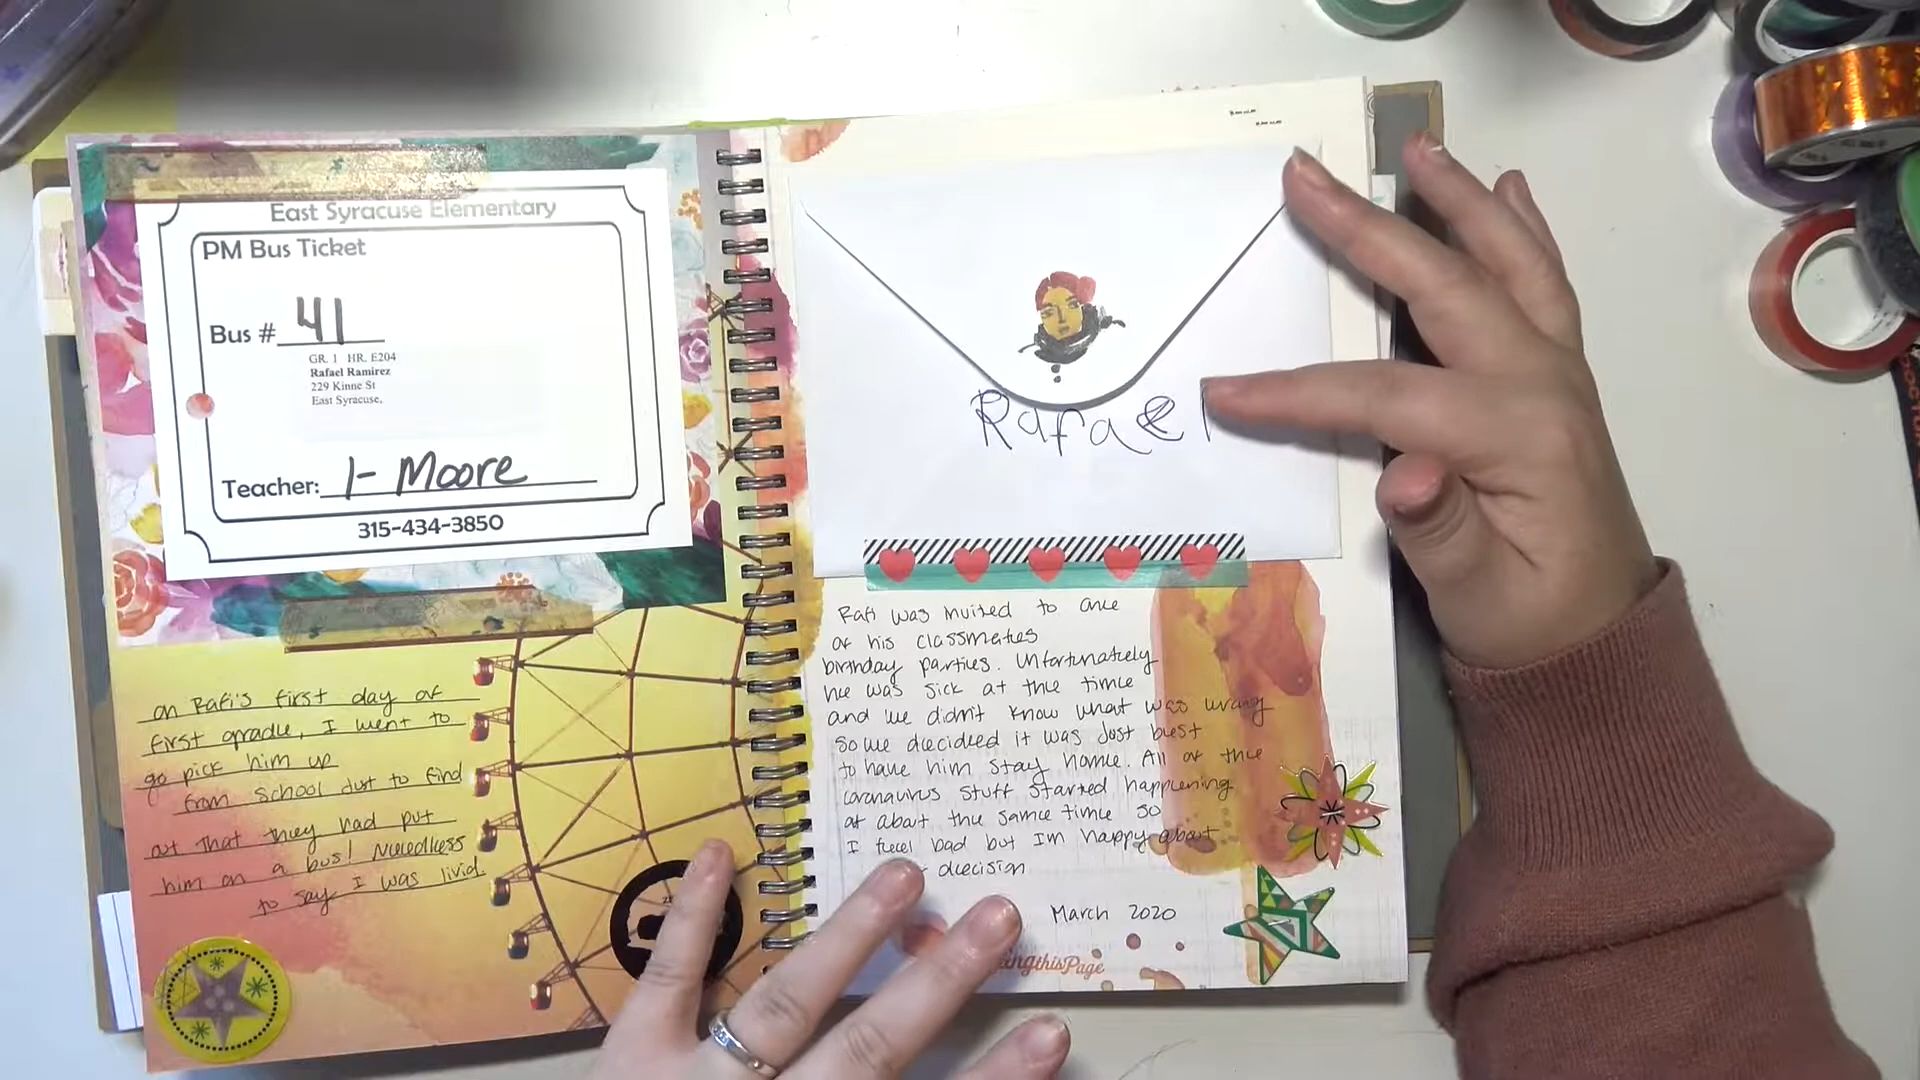 East Syracuse Elementary
PM Bus Ticket
Bus # 41
GR. 1 HR. E204
Rafael Ramirez
229 Kinne St
East Syracuse,
Teacher: 1- Moore
315-434-3850
on Rafi's first day of
first grade, I went to
go pick him up
from school just to find
out that they had put
him on a bus! Needless
to say I was livid.
Rafael
Rafi was invited to one
of his classmates
birthday parties. Unfortunately
he was sick at the time
and we didn't know what was wrong
so we decided it was just best
to have him stay home. All of the
coronavirus stuff started happening
at about the same time so
I feel bad but I'm happy about
decision
March 2020
thisPage